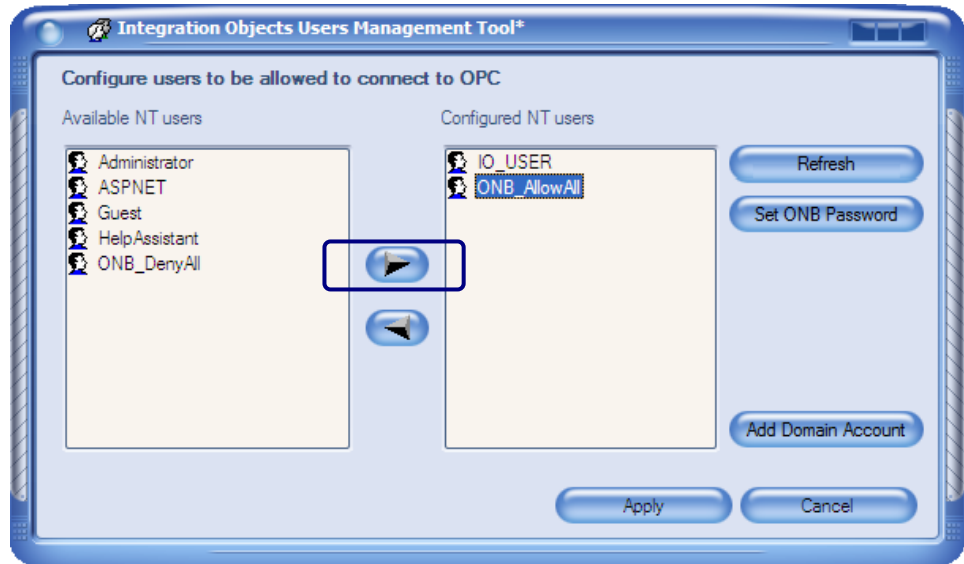 Integration Objects Users Management Tool*
Configure users to be allowed to connect to OPC
Available NT users
Configured NT users
Administrator
ASPNET
Guest
HelpAssistant
ONB_DenyAll
IO_USER
ONB_AllowAll
Refresh
Set ONB Password
Add Domain Account
Apply
Cancel